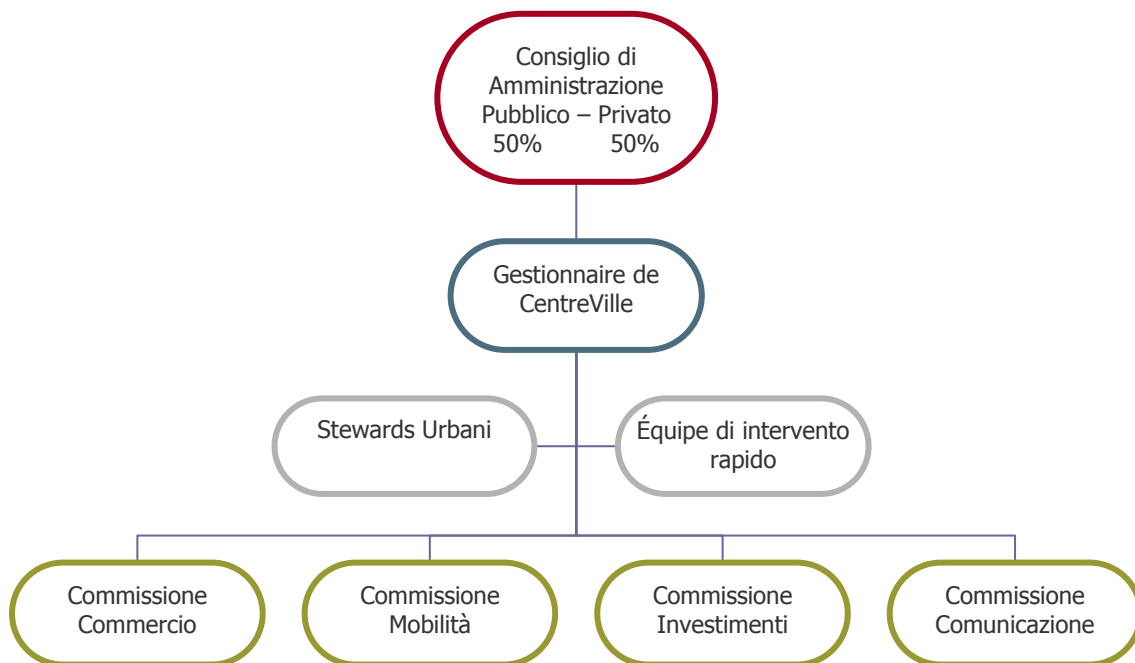 Consiglio di
Amministrazione
Pubblico – Privato
50% 50%
Gestionnaire de
CentreVille
Stewards Urbani
Équipe di intervento
rapido
Commissione
Commercio
Commissione
Mobilità
Commissione
Investimenti
Commissione
Comunicazione